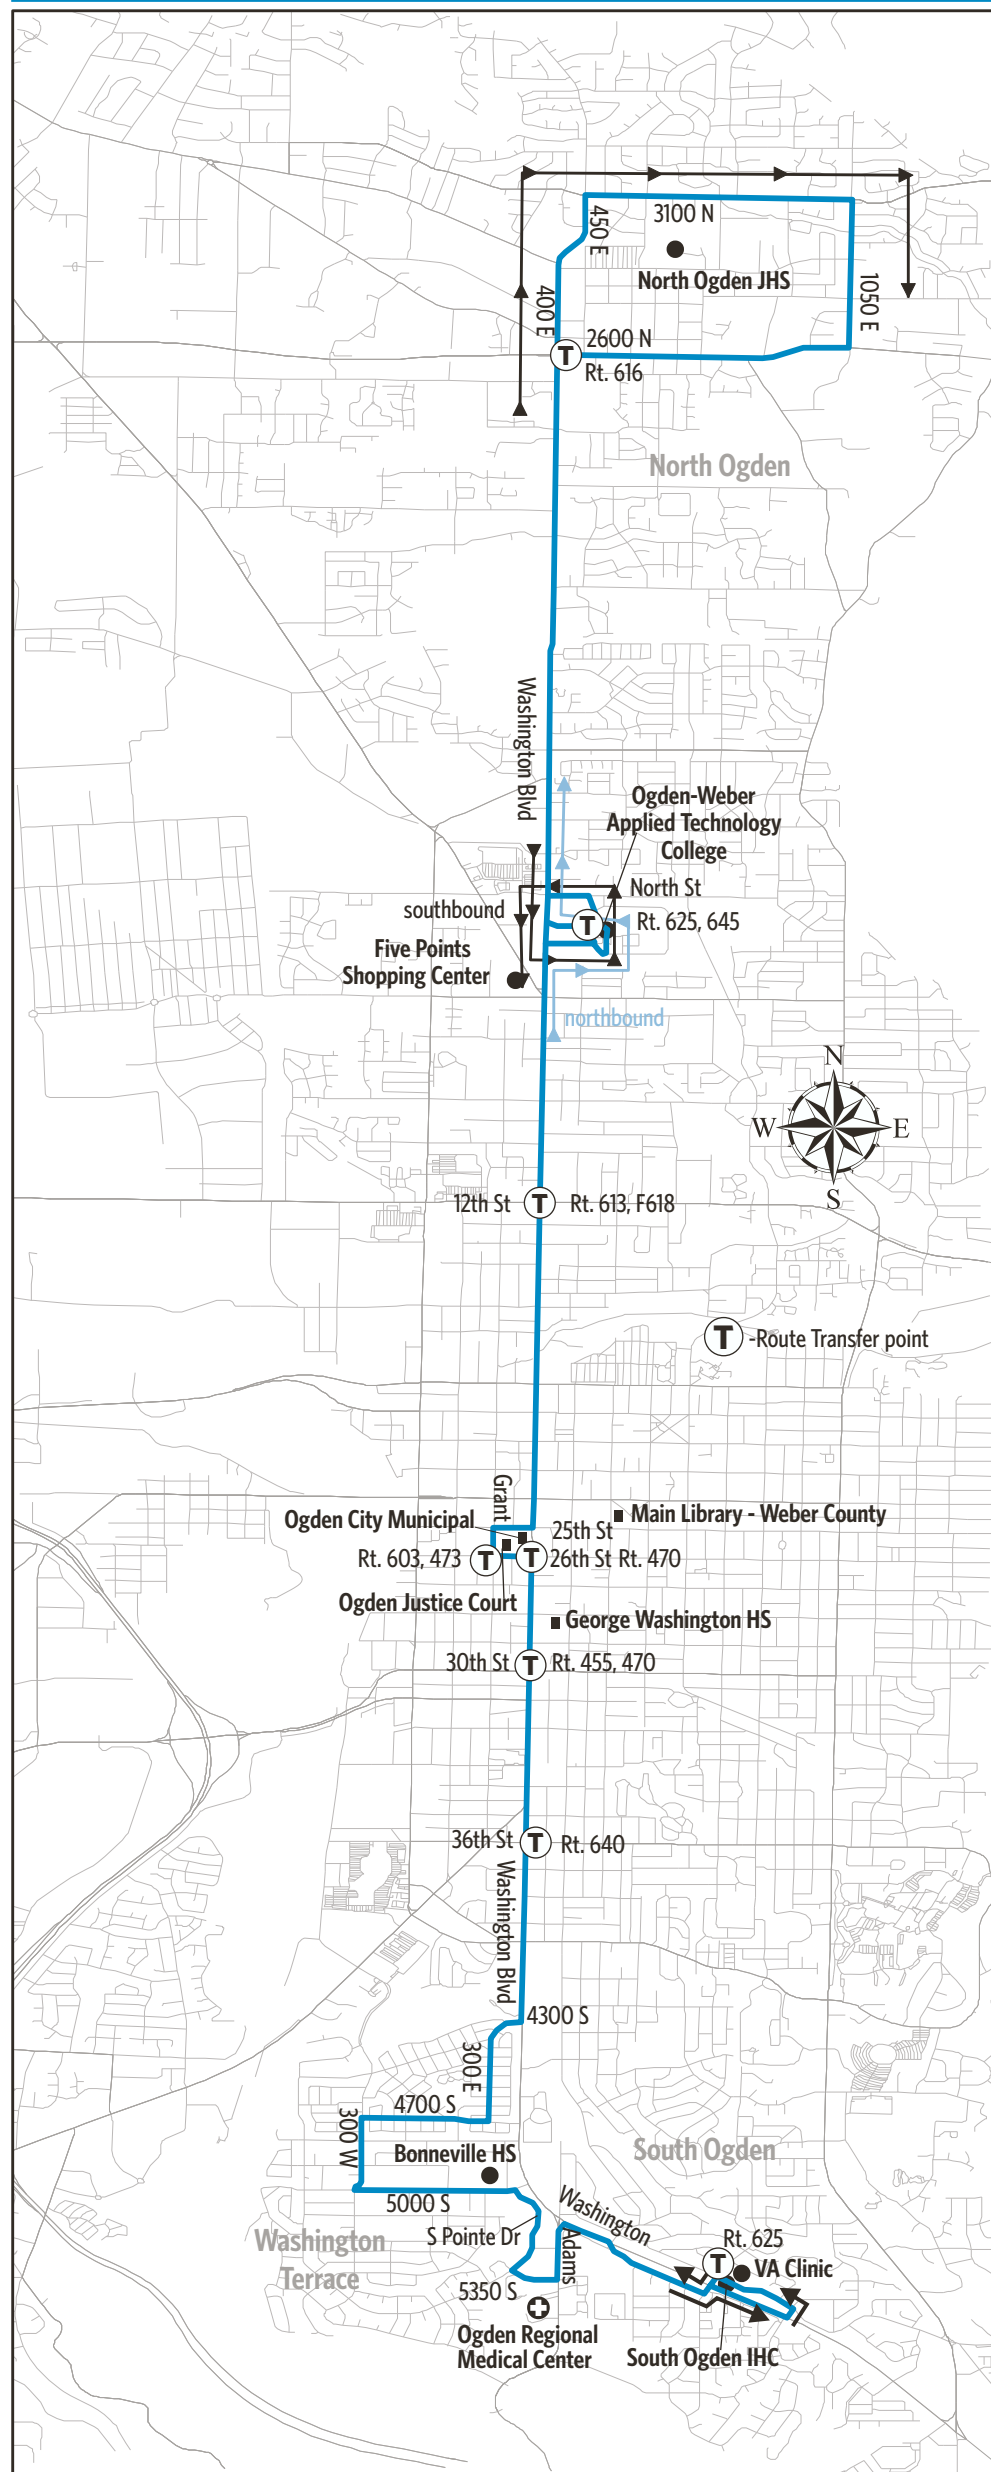 3100 N
450 E
North Ogden JHS
1050 E
400 E
2600 N
T
Rt. 616
North Ogden
Washington Blvd
Ogden-Weber
Applied Technology
College
North St
southbound
T
Rt. 625, 645
Five Points
Shopping Center
northbound
N
W
E
S
12th St
T
Rt. 613, F618
T
-Route Transfer point
Grant
Main Library - Weber County
Ogden City Municipal
25th St
Rt. 603, 473
T
T
26th St Rt. 470
Ogden Justice Court
George Washington HS
30th St
T
Rt. 455, 470
36th St
T
Rt. 640
Washington Blvd
4300 S
300 E
4700 S
300 W
Bonneville HS
South Ogden
5000 S
Washington
S Pointe Dr
Adams
Washington
Terrace
Rt. 625
T
VA Clinic
5350 S
Ogden Regional
Medical Center
South Ogden IHC